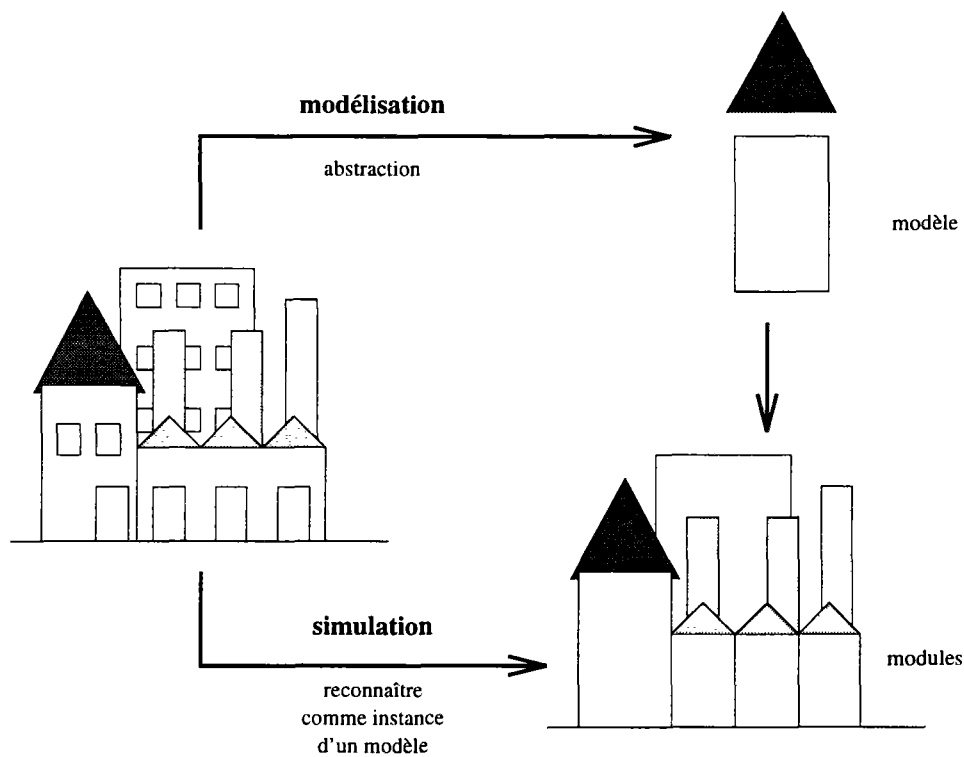 modélisation
abstraction
modèle
simulation
reconnaître
comme instance
d'un modèle
modules